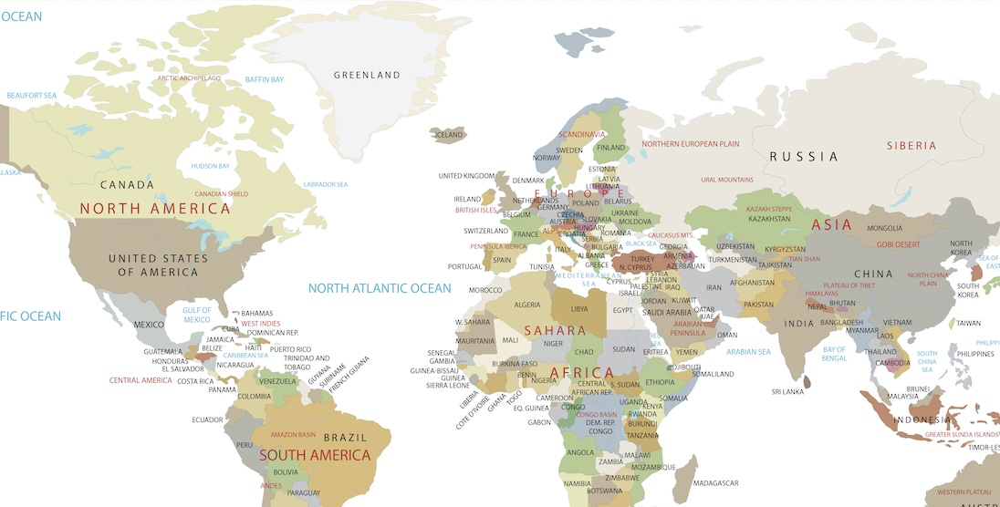 OCEAN
GREENLAND
ARCTIC ARCHIPELAGO
BAFFIN BAY
BEAUFORT SEA
ICELAND
SCANDINAVIA
SWEDEN
FINLAND
NORWAY
NORTHERN EUROPEAN PLAIN
SIBERIA
RUSSIA
ALASKA
HUDSON BAY
CANADA
LABRADOR SEA
CANADIAN SHIELD
NORTH AMERICA
UNITED KINGDOM
DENMARK
ESTONIA
LATVIA
LITHUANIA
URAL MOUNTAINS
EUROPE
IRELAND
NETHERLANDS
POLAND
BELARUS
BRITISH ISLES
BELGIUM
GERMANY
CZECHIA
UKRAINE
KAZAKH STEPPE
KAZAKHSTAN
ASIA
AUSTRIA
SLOVAKIA
MOLDOVA
MONGOLIA
SWITZERLAND
FRANCE
ALPS
HUNGARY
CROATIA
ROMANIA
SERBIA
CAUCASUS MTS.
BLACK SEA
GEORGIA
UZBEKISTAN
KYRGYZSTAN
GOBI DESERT
NORTH
KOREA
PENINSULA IBERICA
ITALY
BULGARIA
ALBANIA
ARMENIA
TURKMENISTAN
TIAN SHAN
TAJIKISTAN
UNITED STATES
OF AMERICA
SPAIN
PORTUGAL
TUNISIA
GREECE
TURKEY
N. CYPRUS
AZERBAIJAN
CHINA
NORTH CHINA
PLAIN
SEA OF
EAST
MEDITERRANEAN
SEA
CYPRUS
SYRIA
LEBANON
PALESTINE
IRAQ
IRAN
AFGHANISTAN
PLATEAU OF TIBET
SOUTH
KOREA
NORTH ATLANTIC OCEAN
MOROCCO
ISRAEL
HIMALAYAS
PACIFIC OCEAN
GULF OF
MEXICO
BAHAMAS
ALGERIA
LIBYA
EGYPT
JORDAN
KUWAIT
PAKISTAN
NEPAL
BHUTAN
MEXICO
WEST INDIES
CUBA
DOMINICAN REP.
W. SAHARA
SAHARA
SAUDI ARABIA
QATAR
UAE
ARABIAN
PENINSULA
OMAN
INDIA
BANGLADESH
MYANMAR
VIETNAM
LAOS
TAIWAN
JAMAICA
HAITI
PUERTO RICO
MAURITANIA
MALI
NIGER
CHAD
SUDAN
RED
SEA
ERITREA
YEMEN
ARABIAN SEA
BAY OF
BENGAL
THAILAND
CAMBODIA
SOUTH
CHINA
SEA
PHILIPPINES
GUATEMALA
BELIZE
CARIBBEAN SEA
HONDURAS
EL SALVADOR
NICARAGUA
TRINIDAD AND
TOBAGO
SENEGAL
GAMBIA
GUINEA-BISSAU
GUINEA
SIERRA LEONE
BURKINA FASO
BENIN
NIGERIA
AFRICA
DJIBOUTI
SOMALILAND
CENTRAL AMERICA
COSTA RICA
PANAMA
VENEZUELA
GUYANA
SURINAME
FRENCH GUIANA
LIBERIA
COTE D'IVOIRE
GHANA
TOGO
CENTRAL
AFRICAN REP.
S. SUDAN
ETHIOPIA
SRI LANKA
BRUNEI
MALAYSIA
COLOMBIA
CAMEROON
EQ. GUINEA
GABON
CONGO
CONGO BASIN
DEM. REP.
CONGO
UGANDA
KENYA
SOMALIA
RWANDA
BURUNDI
TANZANIA
INDONESIA
GREATER SUNDA ISLANDS
ECUADOR
AMAZON BASIN
BRAZIL
PERU
SOUTH AMERICA
ANGOLA
ZAMBIA
MALAWI
MOZAMBIQUE
TIMOR-LES
BOLIVIA
ANDES
PARAGUAY
NAMIBIA
ZIMBABWE
BOTSWANA
MADAGASCAR
WESTERN PLATEAU